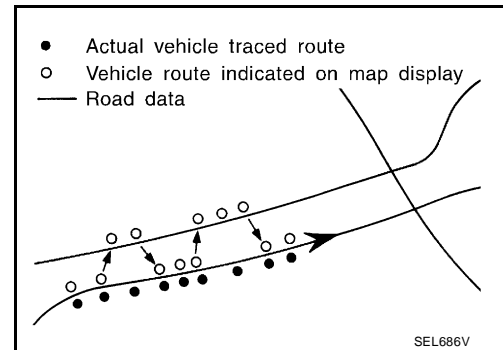 Actual vehicle traced route
Vehicle route indicated on map display
Road data
SEL686V